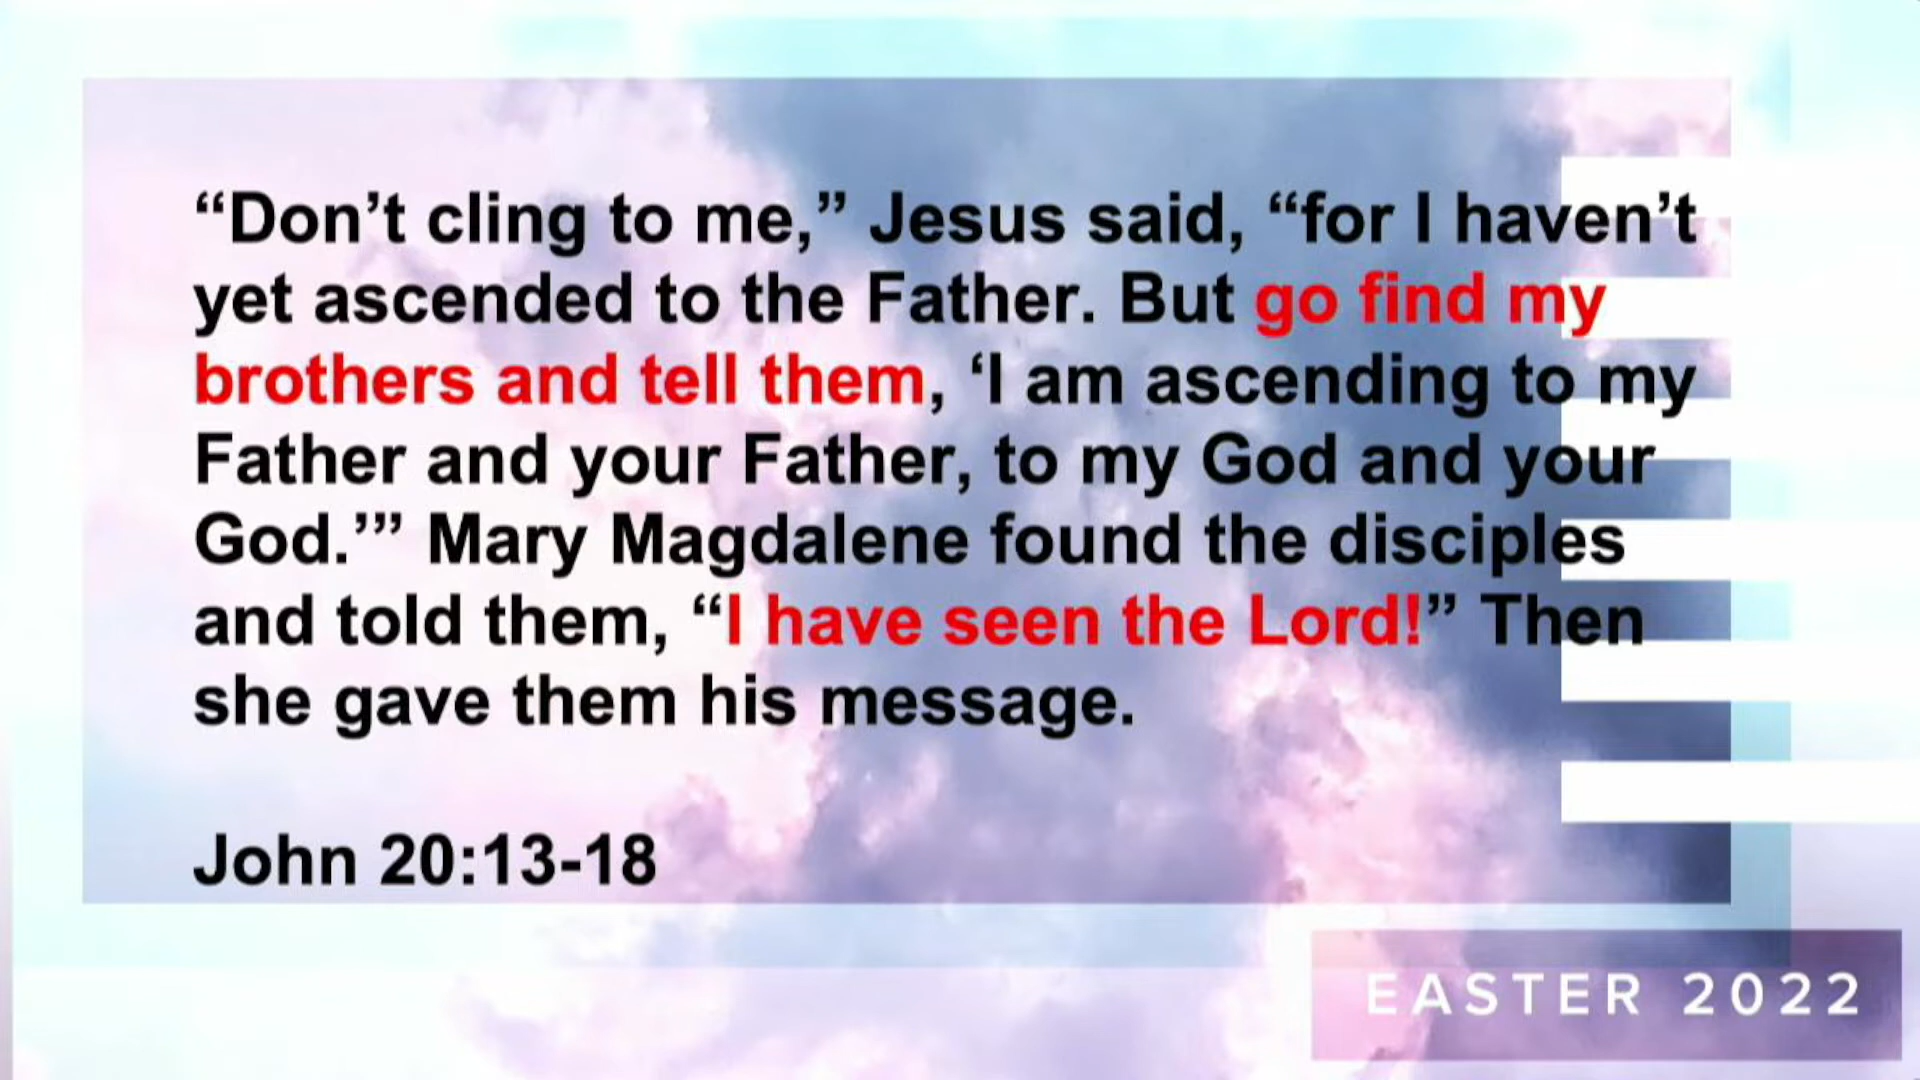 “Don’t cling to me,” Jesus said, “for I haven’t
yet ascended to the Father. But go find my
brothers and tell them, ‘I am ascending to my
Father and your Father, to my God and your
God.’” Mary Magdalene found the disciples
and told them, “I have seen the Lord!” Then
she gave them his message.
John 20:13-18
EASTER 2022